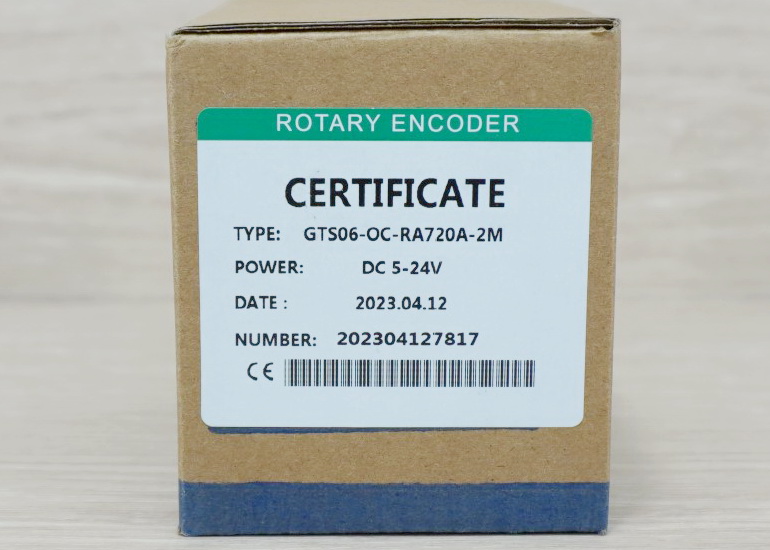 ROTARY ENCODER
CERTIFICATE
TYPE: GTS06-OC-RA720A-2M
POWER: DC 5-24V
DATE : 2023.04.12
NUMBER: 202304127817
CE